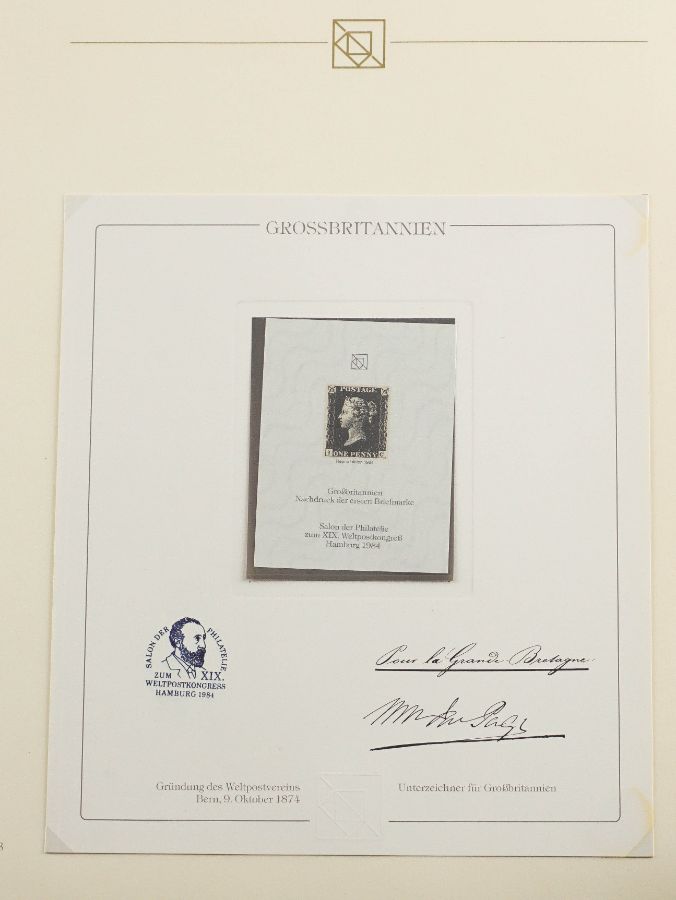 GROSSBRITANNIEN
POSTAGE
ONE PENNY
Großbritannien
Nachdruck der ersten Briefmarke
Salon der Philatelie
zum XIX. Weltpostkongreß
Hamburg 1984
SALON DER PHILATELIE
ZUM XIX.
WELTPOSTKONGRESS
HAMBURG 1984
Pour la Grande Bretagne
Gründung des Weltpostvereins
Bern, 9. Oktober 1874
Unterzeichner für Großbritannien